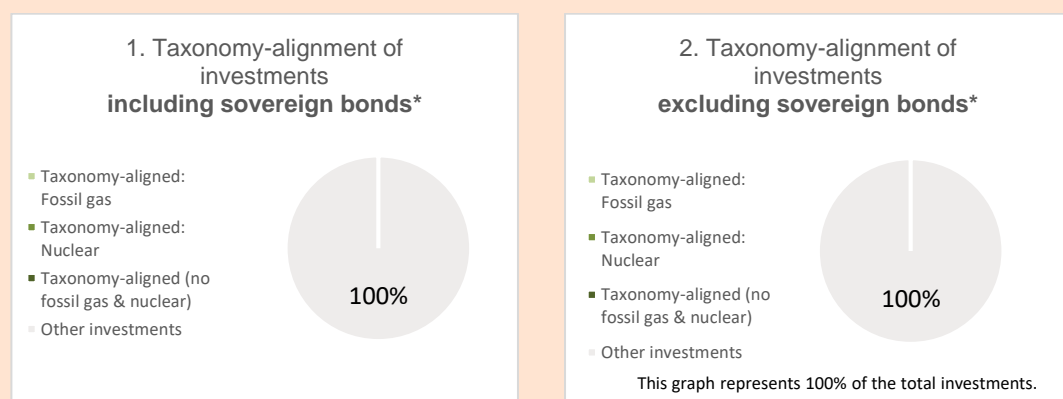 1. Taxonomy-alignment of
investments
including sovereign bonds*
Taxonomy-aligned:
Fossil gas
Taxonomy-aligned:
Nuclear
Taxonomy-aligned (no
fossil gas & nuclear)
Other investments
100%
2. Taxonomy-alignment of
investments
excluding sovereign bonds*
Taxonomy-aligned:
Fossil gas
Taxonomy-aligned:
Nuclear
Taxonomy-aligned (no
fossil gas & nuclear)
Other investments
100%
This graph represents 100% of the total investments.